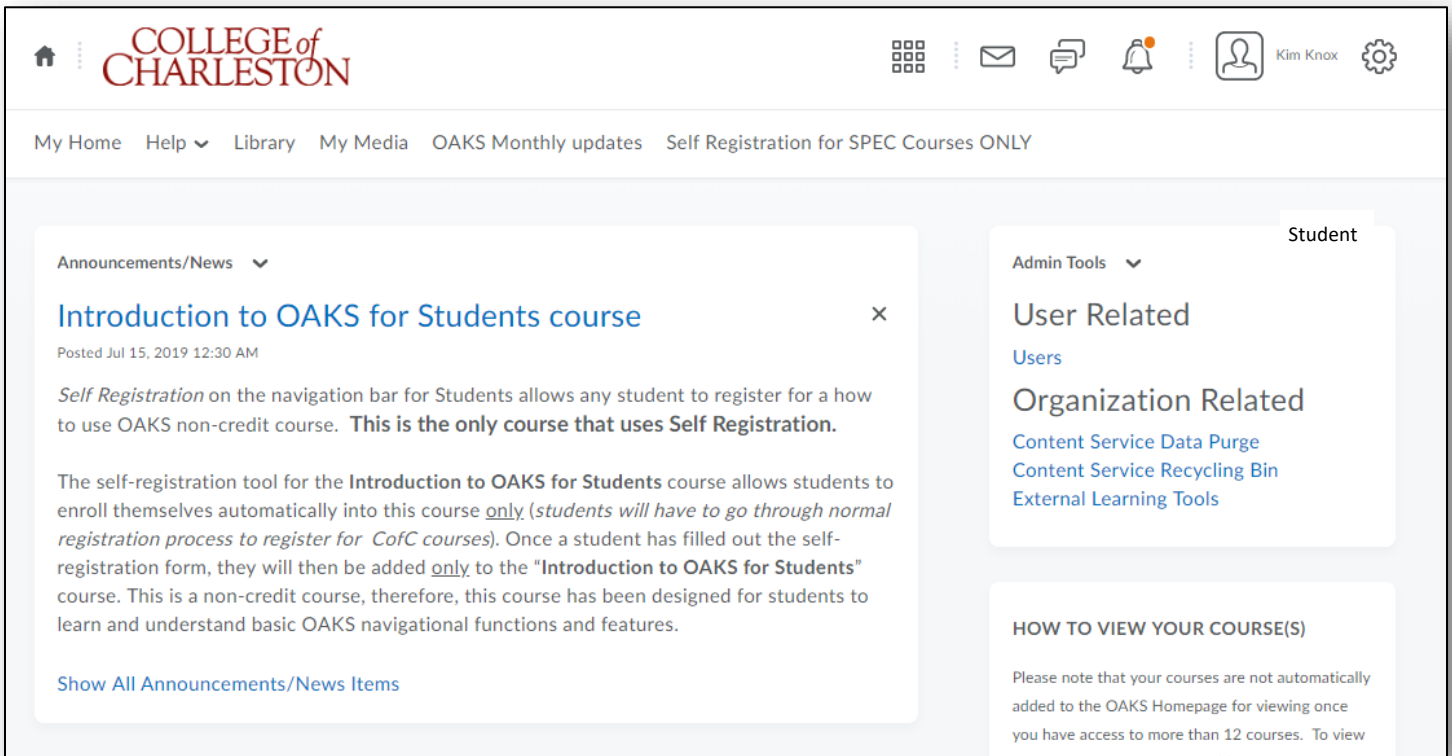 COLLEGE of
CHARLESTON
Kim Knox
My Home Help Library My Media OAKS Monthly updates Self Registration for SPEC Courses ONLY
Announcements/News
Introduction to OAKS for Students course
Posted Jul 15, 2019 12:30 AM
Self Registration on the navigation bar for Students allows any student to register for a how
to use OAKS non-credit course. This is the only course that uses Self Registration.
The self-registration tool for the Introduction to OAKS for Students course allows students to
enroll themselves automatically into this course only (students will have to go through normal
registration process to register for CofC courses). Once a student has filled out the self-
registration form, they will then be added only to the “Introduction to OAKS for Students”
course. This is a non-credit course, therefore, this course has been designed for students to
learn and understand basic OAKS navigational functions and features.
Show All Announcements/News Items
Student
Admin Tools
User Related
Users
Organization Related
Content Service Data Purge
Content Service Recycling Bin
External Learning Tools
HOW TO VIEW YOUR COURSE(S)
Please note that your courses are not automatically
added to the OAKS Homepage for viewing once
you have access to more than 12 courses. To view